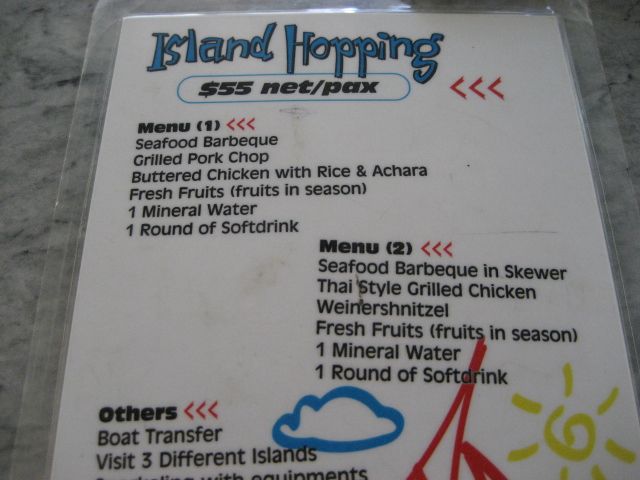 Island Hopping
$55 net/pax
<<<
Menu (1) <<<
Seafood Barbeque
Grilled Pork Chop
Buttered Chicken with Rice & Achara
Fresh Fruits (fruits in season)
1 Mineral Water
1 Round of Softdrink
Menu (2) <<<
Seafood Barbeque in Skewer
Thai Style Grilled Chicken
Weinershnitzel
Fresh Fruits (fruits in season)
1 Mineral Water
1 Round of Softdrink
Others <<<
Boat Transfer
Visit 3 Different Islands
Snorkeling with equipments